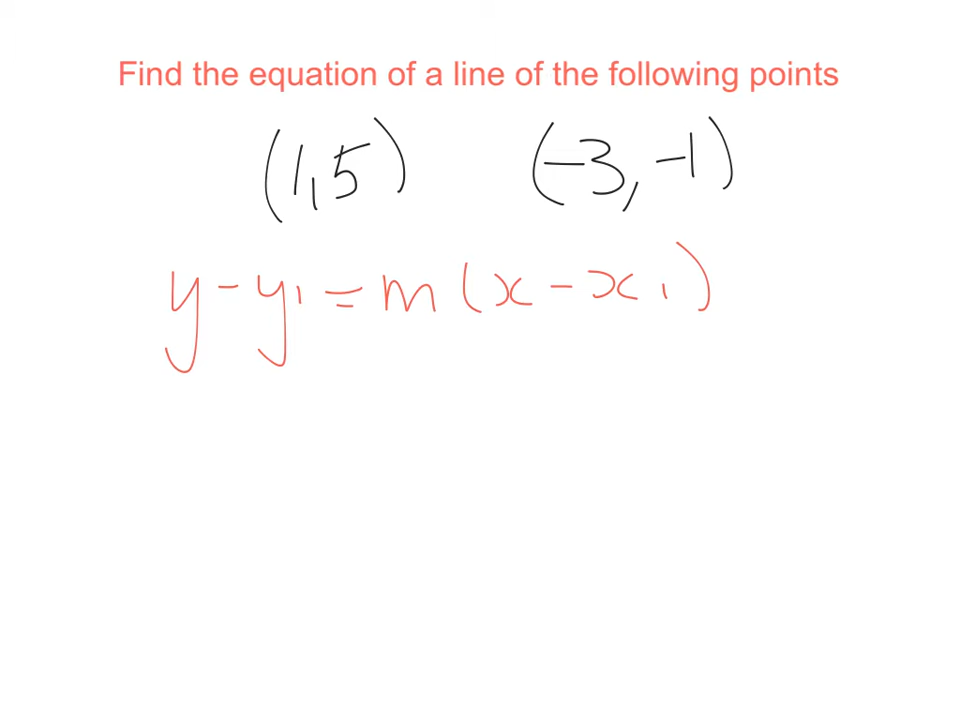 Find the equation of a line of the following points
(1,5) (-3,-1)
y-y1=m(x-x1)